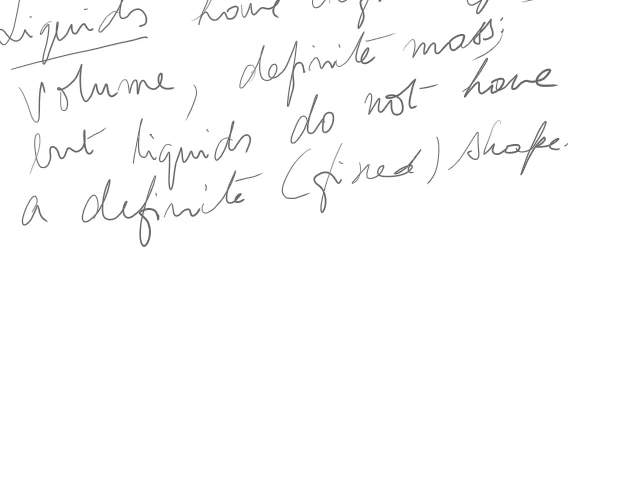 Liquids have
volume, definite mass;
but liquids do not have
a definite (fixed) shape.